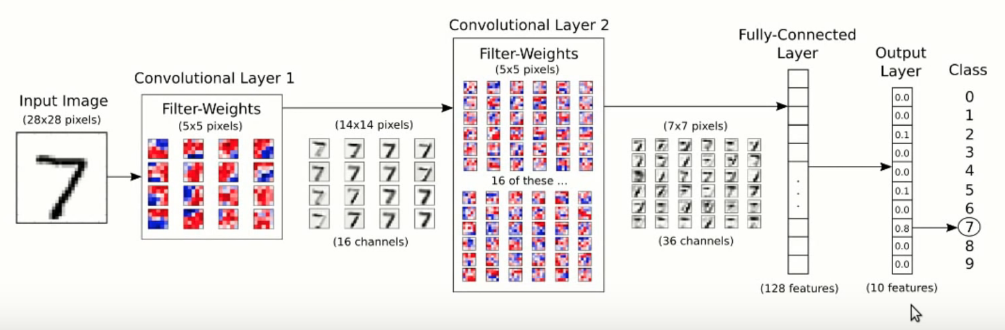 Input Image
(28x28 pixels)
Convolutional Layer 1
Filter-Weights
(5x5 pixels)
(14x14 pixels)
(16 channels)
Convolutional Layer 2
Filter-Weights
(5x5 pixels)
16 of these ...
(7x7 pixels)
(36 channels)
Fully-Connected
Layer
(128 features)
Output
Layer
0.0
0.0
0.1
0.0
0.0
0.1
0.0
0.8
0.0
0.0
(10 features)
Class
0
1
2
3
4
5
6
7
8
9
7